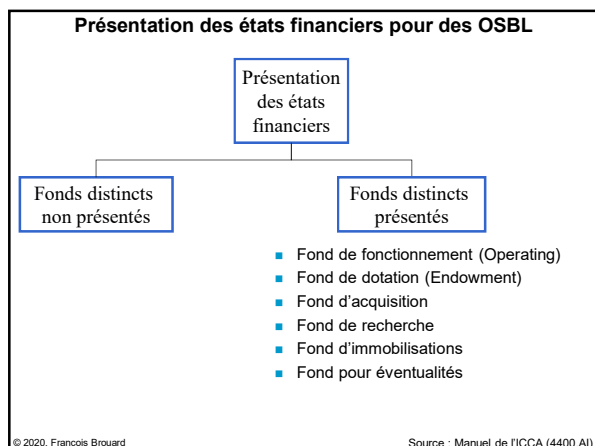 Présentation des états financiers pour des OSBL
Présentation
des états
financiers
Fonds distincts
non présentés
Fonds distincts
présentés
Fond de fonctionnement (Operating)
Fond de dotation (Endowment)
Fond d'acquisition
Fond de recherche
Fond d'immobilisations
Fond pour éventualités
© 2020, François Brouard
Source : Manuel de l'ICCA (4400 AI)